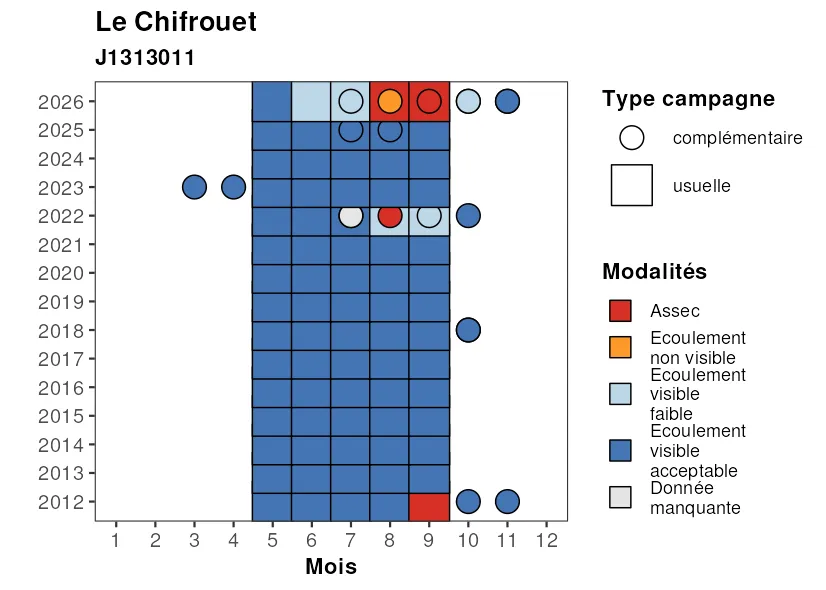 Le Chifrouet
J1313011
2026
2025
2024
2023
2022
2021
2020
2019
2018
2017
2016
2015
2014
2013
2012
1 2 3 4 5 6 7 8 9 10 11 12
Mois
Type campagne
complémentaire
usuelle
Modalités
Assec
Ecoulement
non visible
Ecoulement
visible
faible
Ecoulement
visible
acceptable
Donnée
manquante